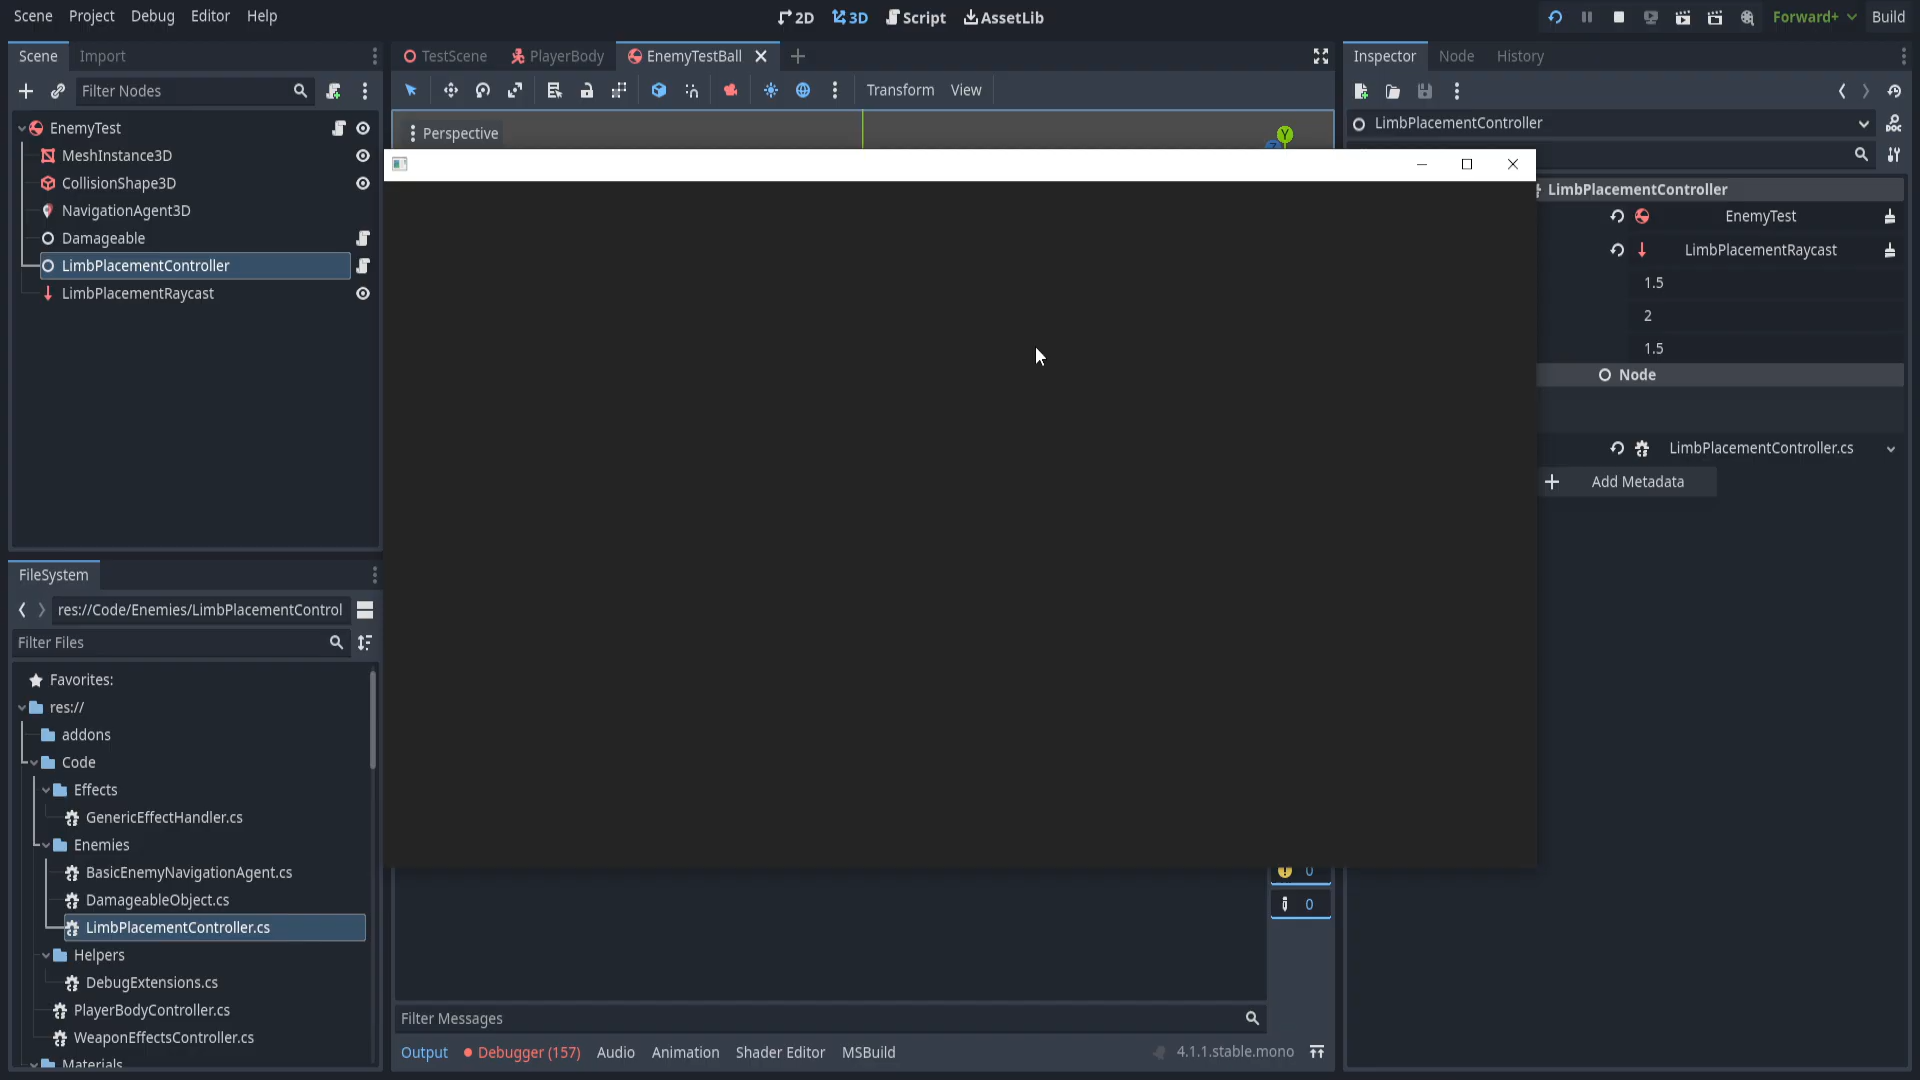 Scene Project Debug Editor Help
2D 3D Script AssetLib
Forward+ Build
Scene Import
TestScene PlayerBody EnemyTestBall
Inspector Node History
Filter Nodes
Transform View
Perspective
Y
EnemyTest
MeshInstance3D
CollisionShape3D
NavigationAgent3D
Damageable
LimbPlacementController
LimbPlacementRaycast
LimbPlacementController
LimbPlacementController
EnemyTest
LimbPlacementRaycast
1.5
2
1.5
Node
LimbPlacementController.cs
Add Metadata
FileSystem
res://Code/Enemies/LimbPlacementControl
Filter Files
Favorites:
res://
addons
Code
Effects
GenericEffectHandler.cs
Enemies
BasicEnemyNavigationAgent.cs
DamageableObject.cs
LimbPlacementController.cs
Helpers
DebugExtensions.cs
PlayerBodyController.cs
WeaponEffectsController.cs
Materials
0
0
Filter Messages
Output Debugger (157) Audio Animation Shader Editor MSBuild
4.1.1.stable.mono